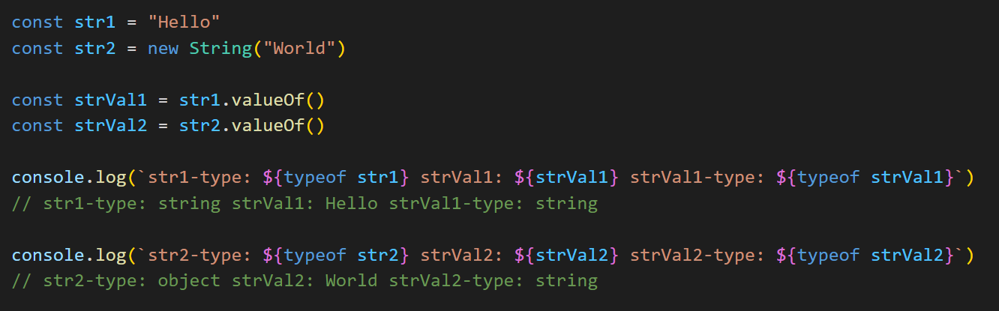 const str1 = "Hello"
const str2 = new String("World")
const strVal1 = str1.valueOf()
const strVal2 = str2.valueOf()
console.log(`str1-type: ${typeof str1} strVal1: ${strVal1} strVal1-type: ${typeof strVal1}`)
// str1-type: string strVal1: Hello strVal1-type: string
console.log(`str2-type: ${typeof str2} strVal2: ${strVal2} strVal2-type: ${typeof strVal2}`)
// str2-type: object strVal2: World strVal2-type: string